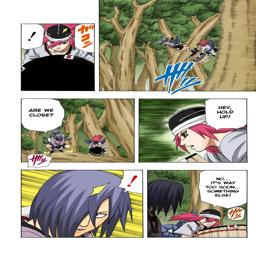 !
HEY,
HOLD
UP!
ARE WE
CLOSE?
NO...
IT'S
WAY TOO
SOON...
SOMETHING
ELSE!
!